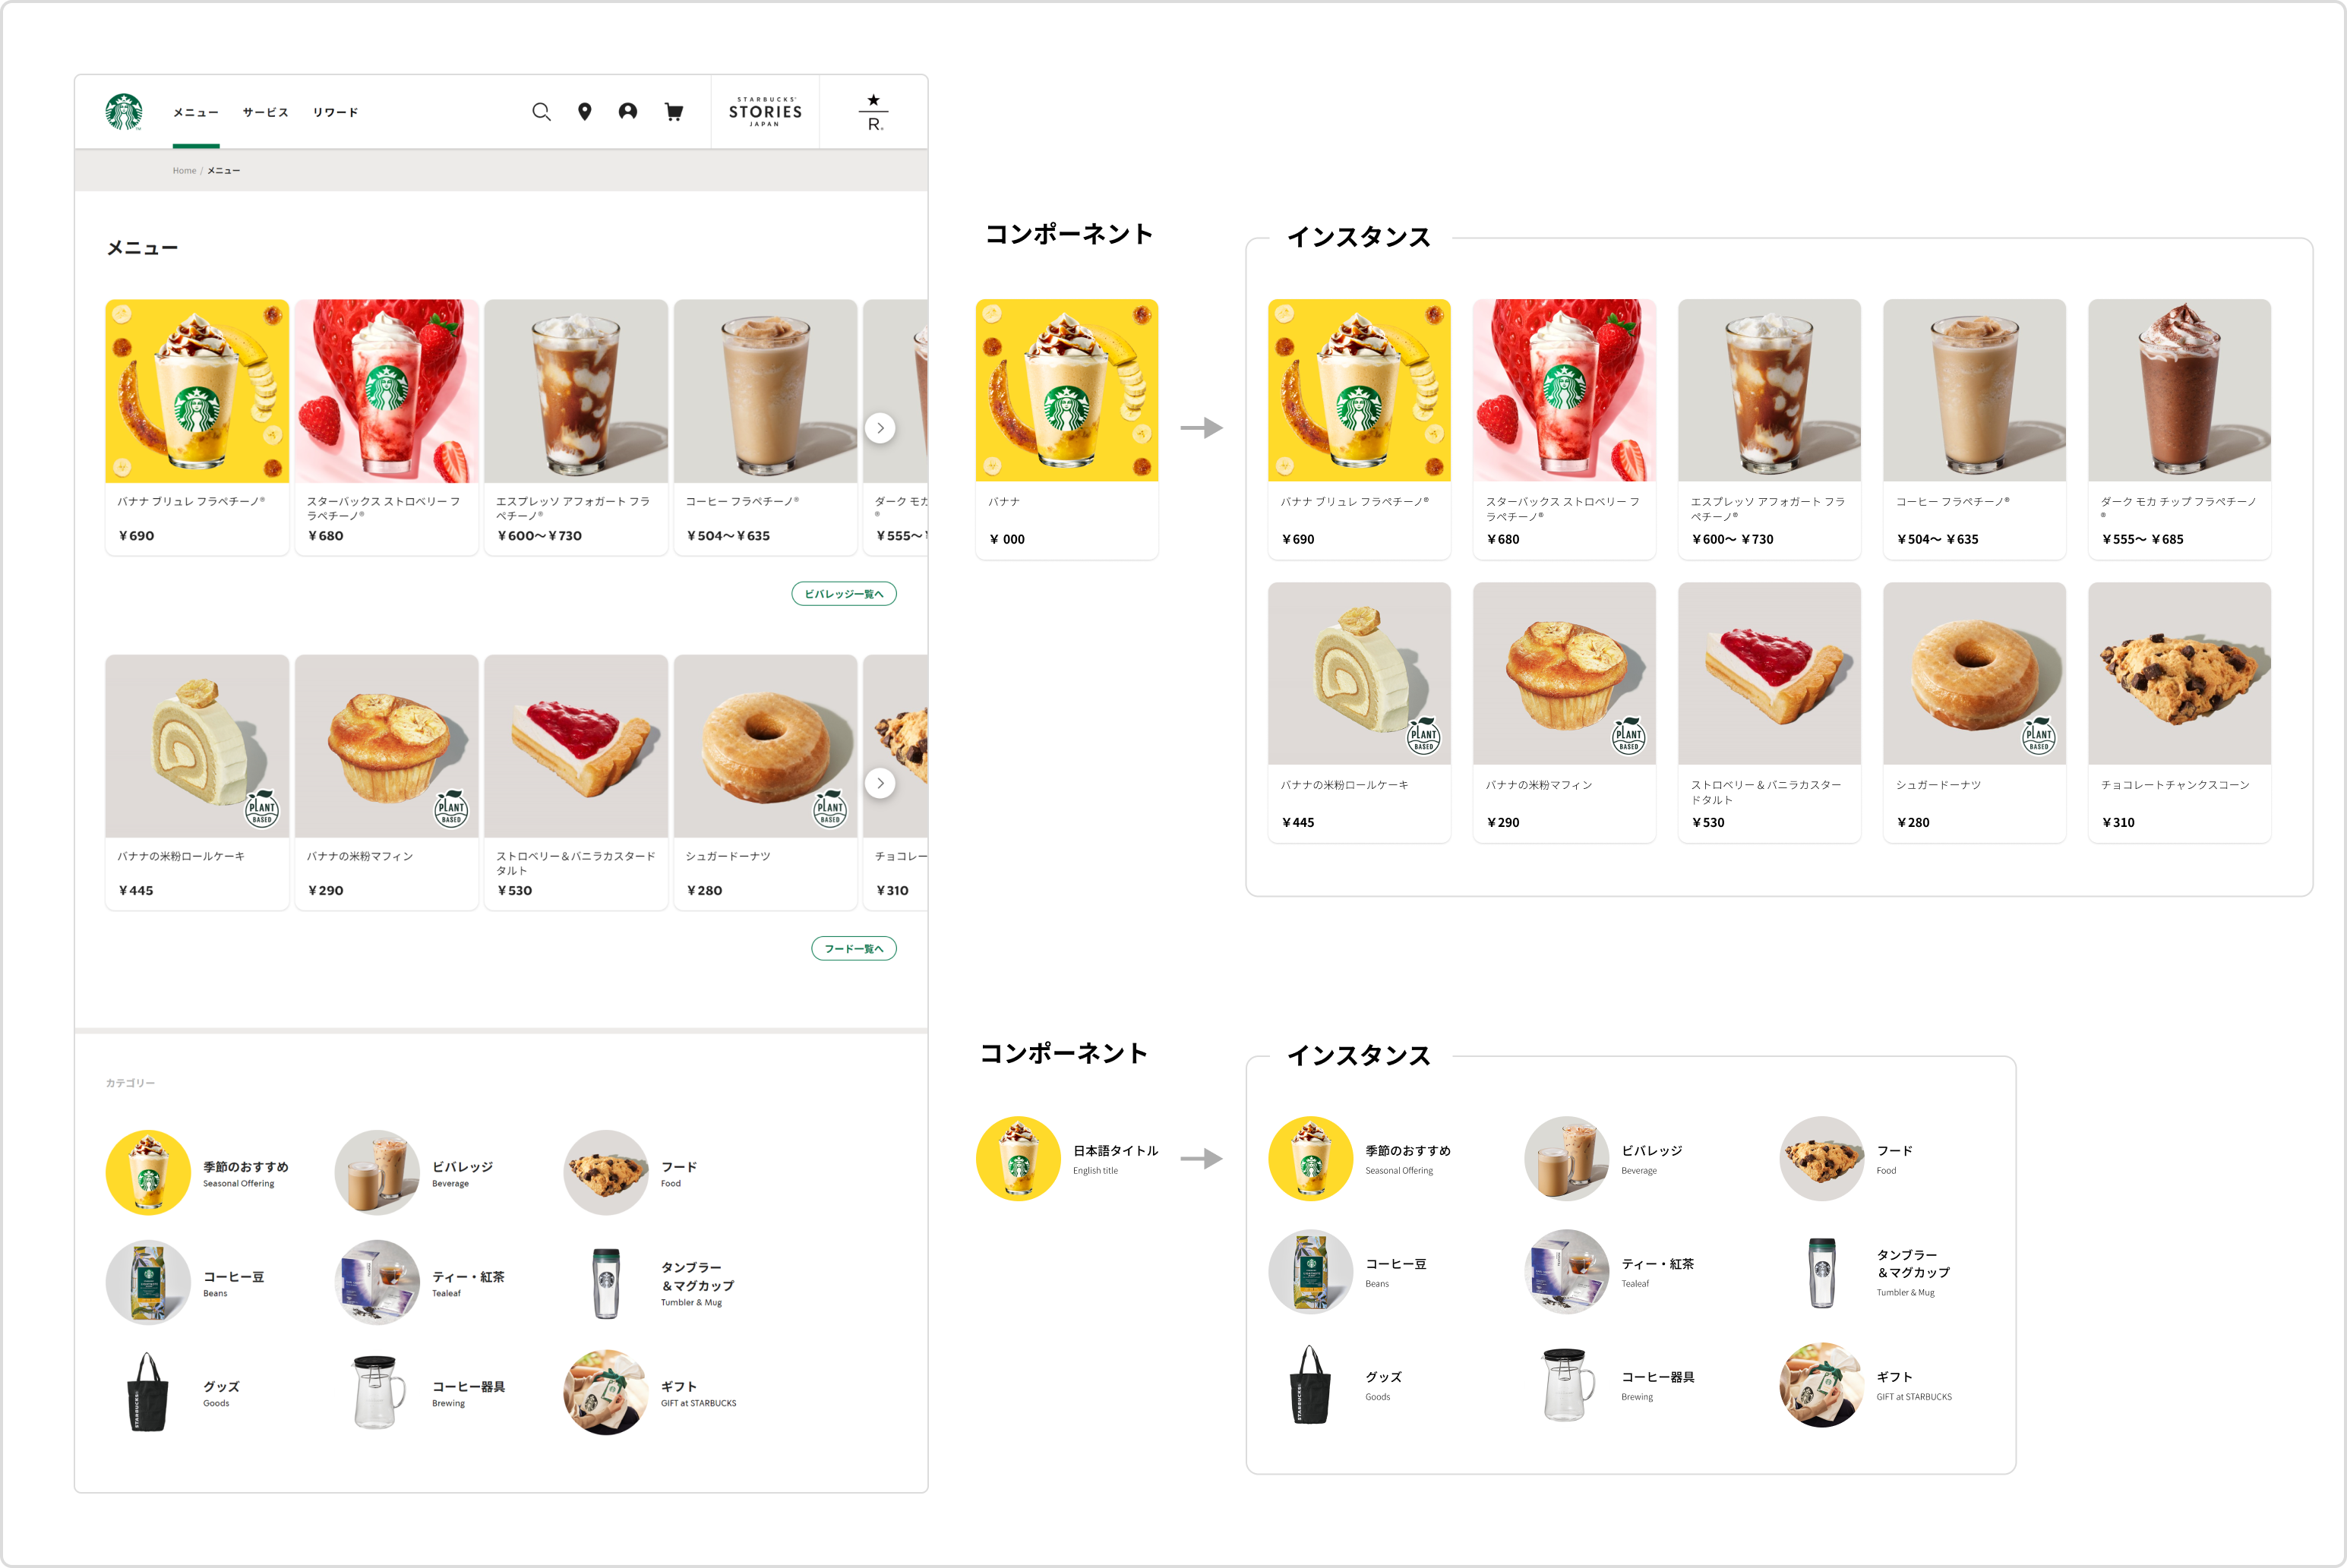 メニュー サービス リワード
STARBUCKS®
STORIES
JAPAN
R
Home / メニュー
メニュー
バナナ ブリュレ フラペチーノ®
￥690
スターバックス ストロベリー フ
ラペチーノ®
￥680
エスプレッソ アフォガート フラ
ペチーノ®
￥600〜￥730
コーヒー フラペチーノ®
￥504〜￥635
ダーク モカ
®
￥555〜
ビバレッジ一覧へ
PLANT
BASED
PLANT
BASED
PLANT
BASED
バナナの米粉ロールケーキ
￥445
バナナの米粉マフィン
￥290
ストロベリー＆バニラカスタード
タルト
￥530
シュガードーナツ
￥280
チョコレー
￥310
フード一覧へ
カテゴリー
季節のおすすめ
Seasonal Offering
ビバレッジ
Beverage
フード
Food
コーヒー豆
Beans
ティー・紅茶
Tealeaf
タンブラー
＆マグカップ
Tumbler & Mug
STARBUCKS
グッズ
Goods
コーヒー器具
Brewing
ギフト
GIFT at STARBUCKS
コンポーネント
バナナ
￥ 000
インスタンス
バナナ ブリュレ フラペチーノ®
￥690
スターバックス ストロベリー フ
ラペチーノ®
￥680
エスプレッソ アフォガート フラ
ペチーノ®
￥600〜 ￥730
コーヒー フラペチーノ®
￥504〜 ￥635
ダーク モカ チップ フラペチーノ
®
￥555〜 ￥685
PLANT
BASED
PLANT
BASED
PLANT
BASED
バナナの米粉ロールケーキ
￥445
バナナの米粉マフィン
￥290
ストロベリー＆バニラカスター
ドタルト
￥530
シュガードーナツ
￥280
チョコレートチャンクスコーン
￥310
コンポーネント
日本語タイトル
English title
インスタンス
季節のおすすめ
Seasonal Offering
ビバレッジ
Beverage
フード
Food
コーヒー豆
Beans
ティー・紅茶
Tealeaf
タンブラー
＆マグカップ
Tumbler & Mug
STARBUCKS
グッズ
Goods
コーヒー器具
Brewing
ギフト
GIFT at STARBUCKS